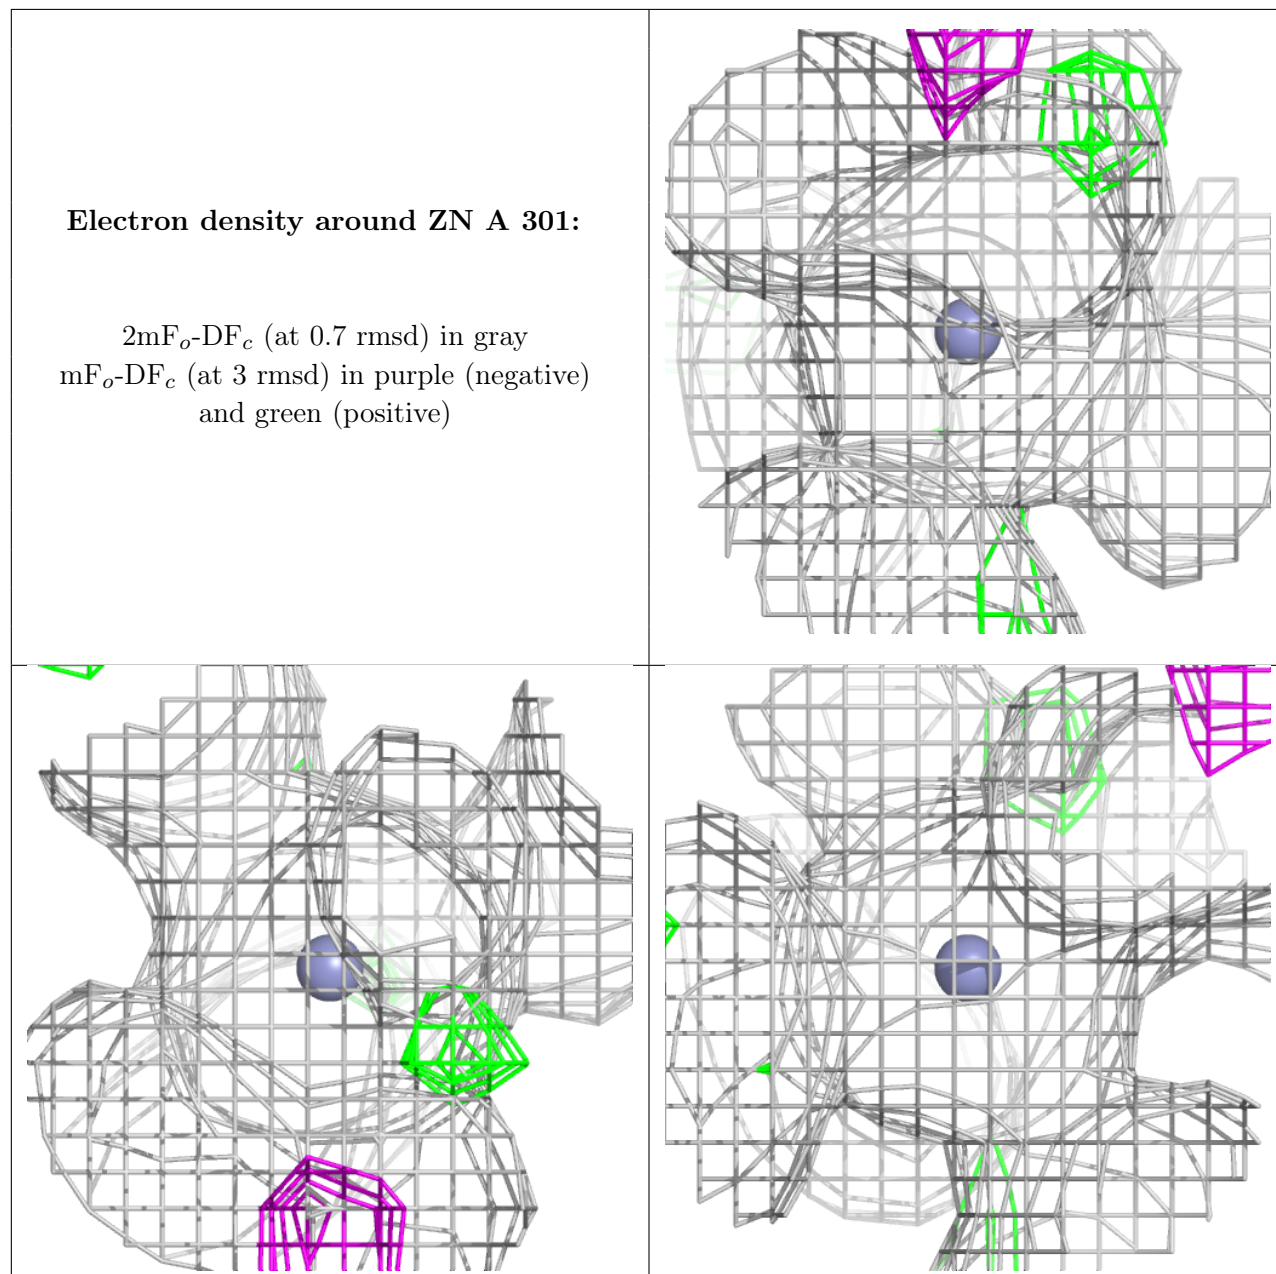 Electron density around ZN A 301:
2mFo-DFc (at 0.7 rmsd) in gray
mFo-DFc (at 3 rmsd) in purple (negative)
and green (positive)